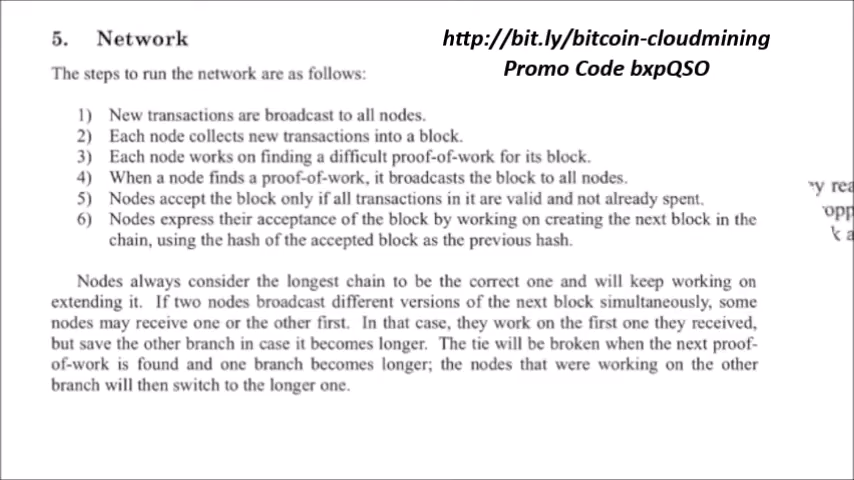 5. Network
http://bit.ly/bitcoin-cloudmining
Promo Code bxpQSO
The steps to run the network are as follows:
1) New transactions are broadcast to all nodes.
2) Each node collects new transactions into a block.
3) Each node works on finding a difficult proof-of-work for its block.
4) When a node finds a proof-of-work, it broadcasts the block to all nodes.
5) Nodes accept the block only if all transactions in it are valid and not already spent.
6) Nodes express their acceptance of the block by working on creating the next block in the
chain, using the hash of the accepted block as the previous hash.
Nodes always consider the longest chain to be the correct one and will keep working on
extending it. If two nodes broadcast different versions of the next block simultaneously, some
nodes may receive one or the other first. In that case, they work on the first one they received,
but save the other branch in case it becomes longer. The tie will be broken when the next proof-
of-work is found and one branch becomes longer; the nodes that were working on the other
branch will then switch to the longer one.